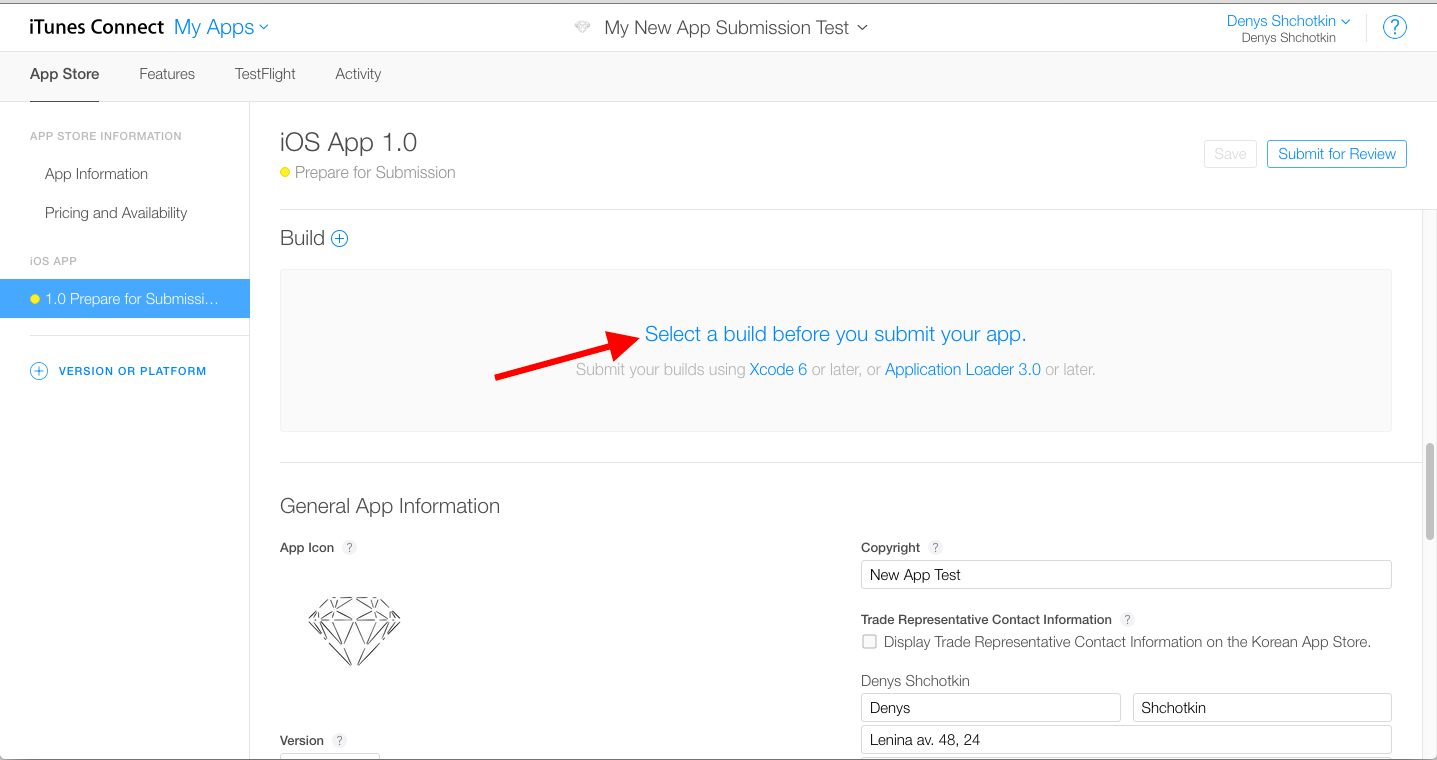 iTunes Connect My Apps
My New App Submission Test
Denys Shchotkin
Denys Shchotkin
?
App Store Features TestFlight Activity
APP STORE INFORMATION
App Information
Pricing and Availability
iOS APP
1.0 Prepare for Submissi...
VERSION OR PLATFORM
iOS App 1.0
Prepare for Submission
Save Submit for Review
Build
Select a build before you submit your app.
Submit your builds using Xcode 6 or later, or Application Loader 3.0 or later.
General App Information
App Icon ?
Version ?
Copyright ?
New App Test
Trade Representative Contact Information ?
Display Trade Representative Contact Information on the Korean App Store.
Denys Shchotkin
Denys Shchotkin
Lenina av. 48, 24